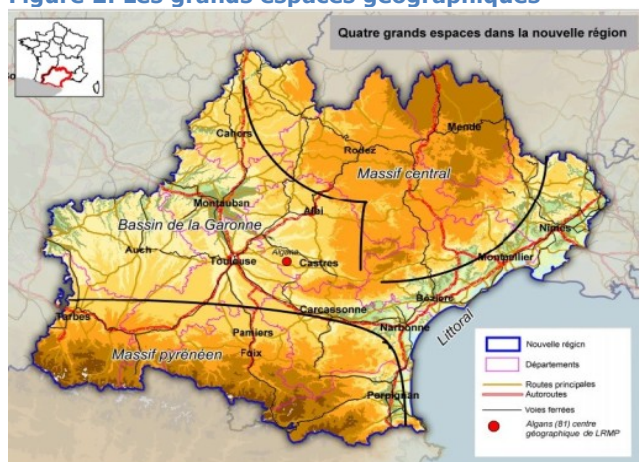 Figure 2. Les grands espaces géographiques
Quatre grands espaces dans la nouvelle région
Cahors
Mende
Rodez
Massif central
Montauban
Albi
Nîmes
Bassin de la Garonne
Auch
Algans
Toulouse
Castres
Montpellier
Béziers
Carcassonne
Narbonne
Littoral
Tarbes
Pamiers
Massif pyrénéen
Foix
Perpignan
Nouvelle région
Départements
Routes principales
Autoroutes
Voies ferrées
Algans (81) centre
géographique de LRMP